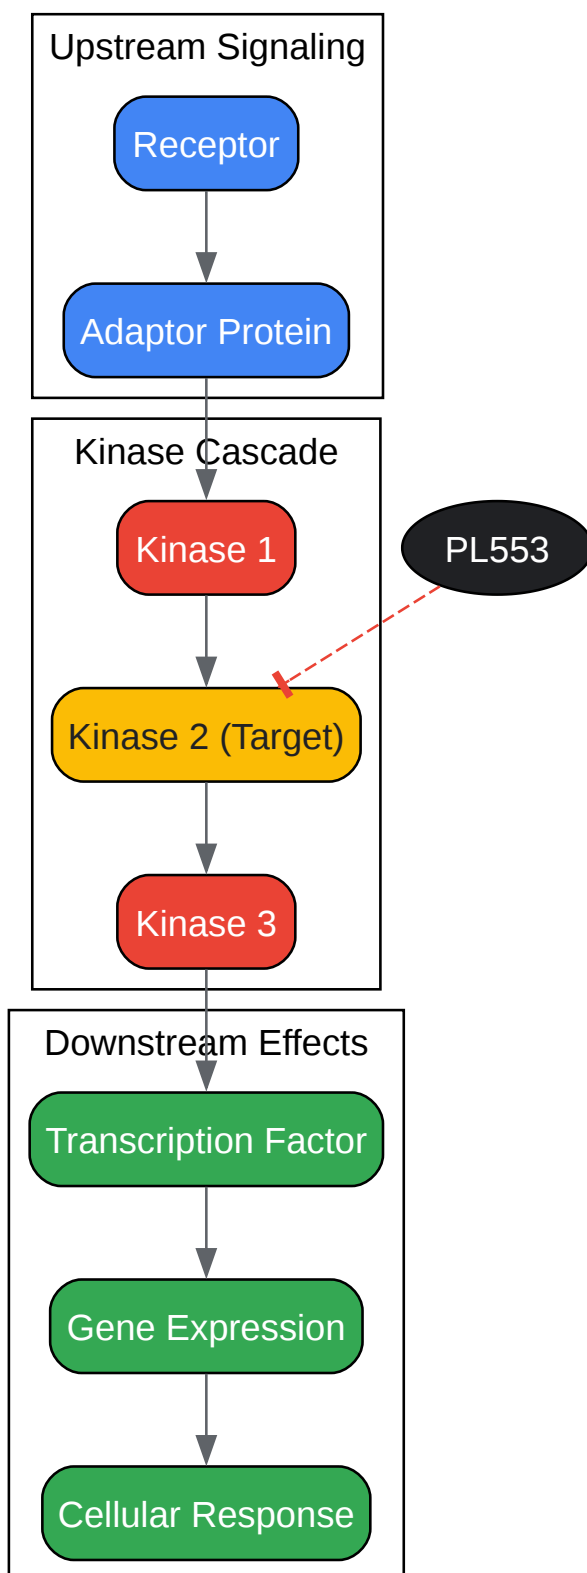 Upstream Signaling
Receptor
Adaptor Protein
Kinase Cascade
Kinase 1
PL553
Kinase 2 (Target)
Kinase 3
Downstream Effects
Transcription Factor
Gene Expression
Cellular Response